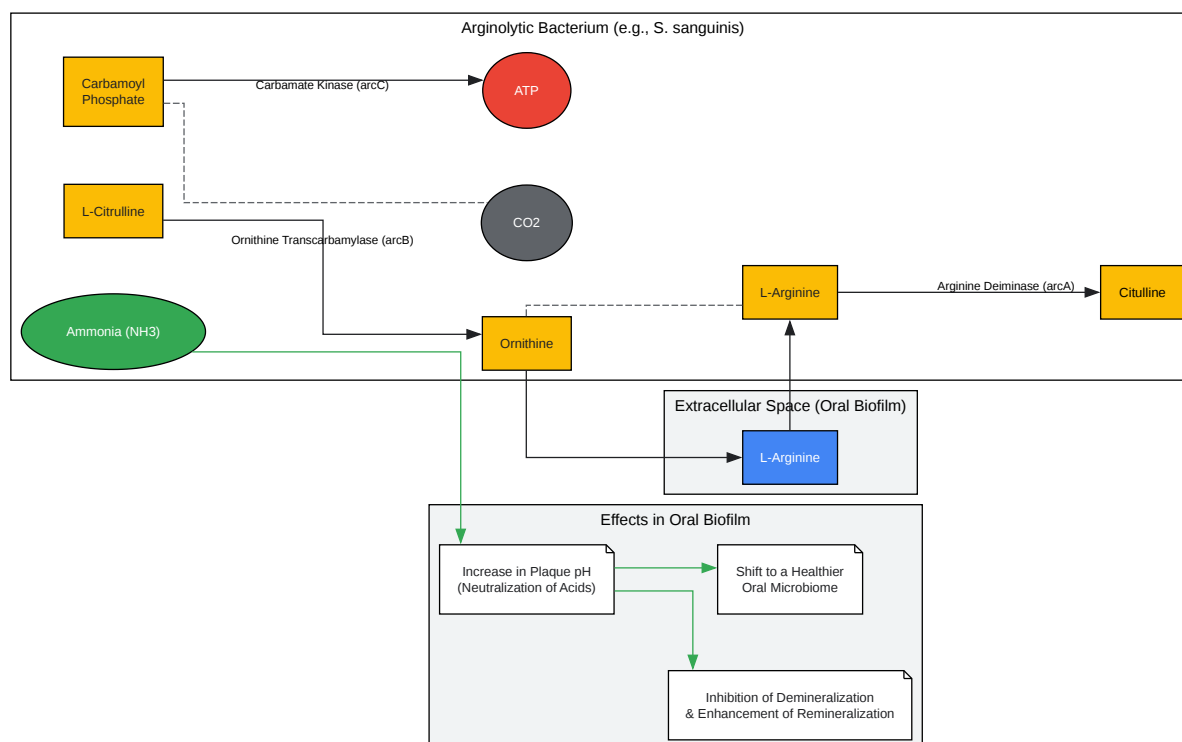 Arginolytic Bacterium (e.g., S. sanguinis)
Carbamoyl
Phosphate
Carbamate Kinase (arcC)
ATP
L-Citrulline
CO2
Ornithine Transcarbamylase (arcB)
L-Arginine
Arginine Deiminase (arcA)
Citulline
Ammonia (NH3)
Ornithine
Extracellular Space (Oral Biofilm)
L-Arginine
Effects in Oral Biofilm
Increase in Plaque pH
(Neutralization of Acids)
Shift to a Healthier
Oral Microbiome
Inhibition of Demineralization
& Enhancement of Remineralization